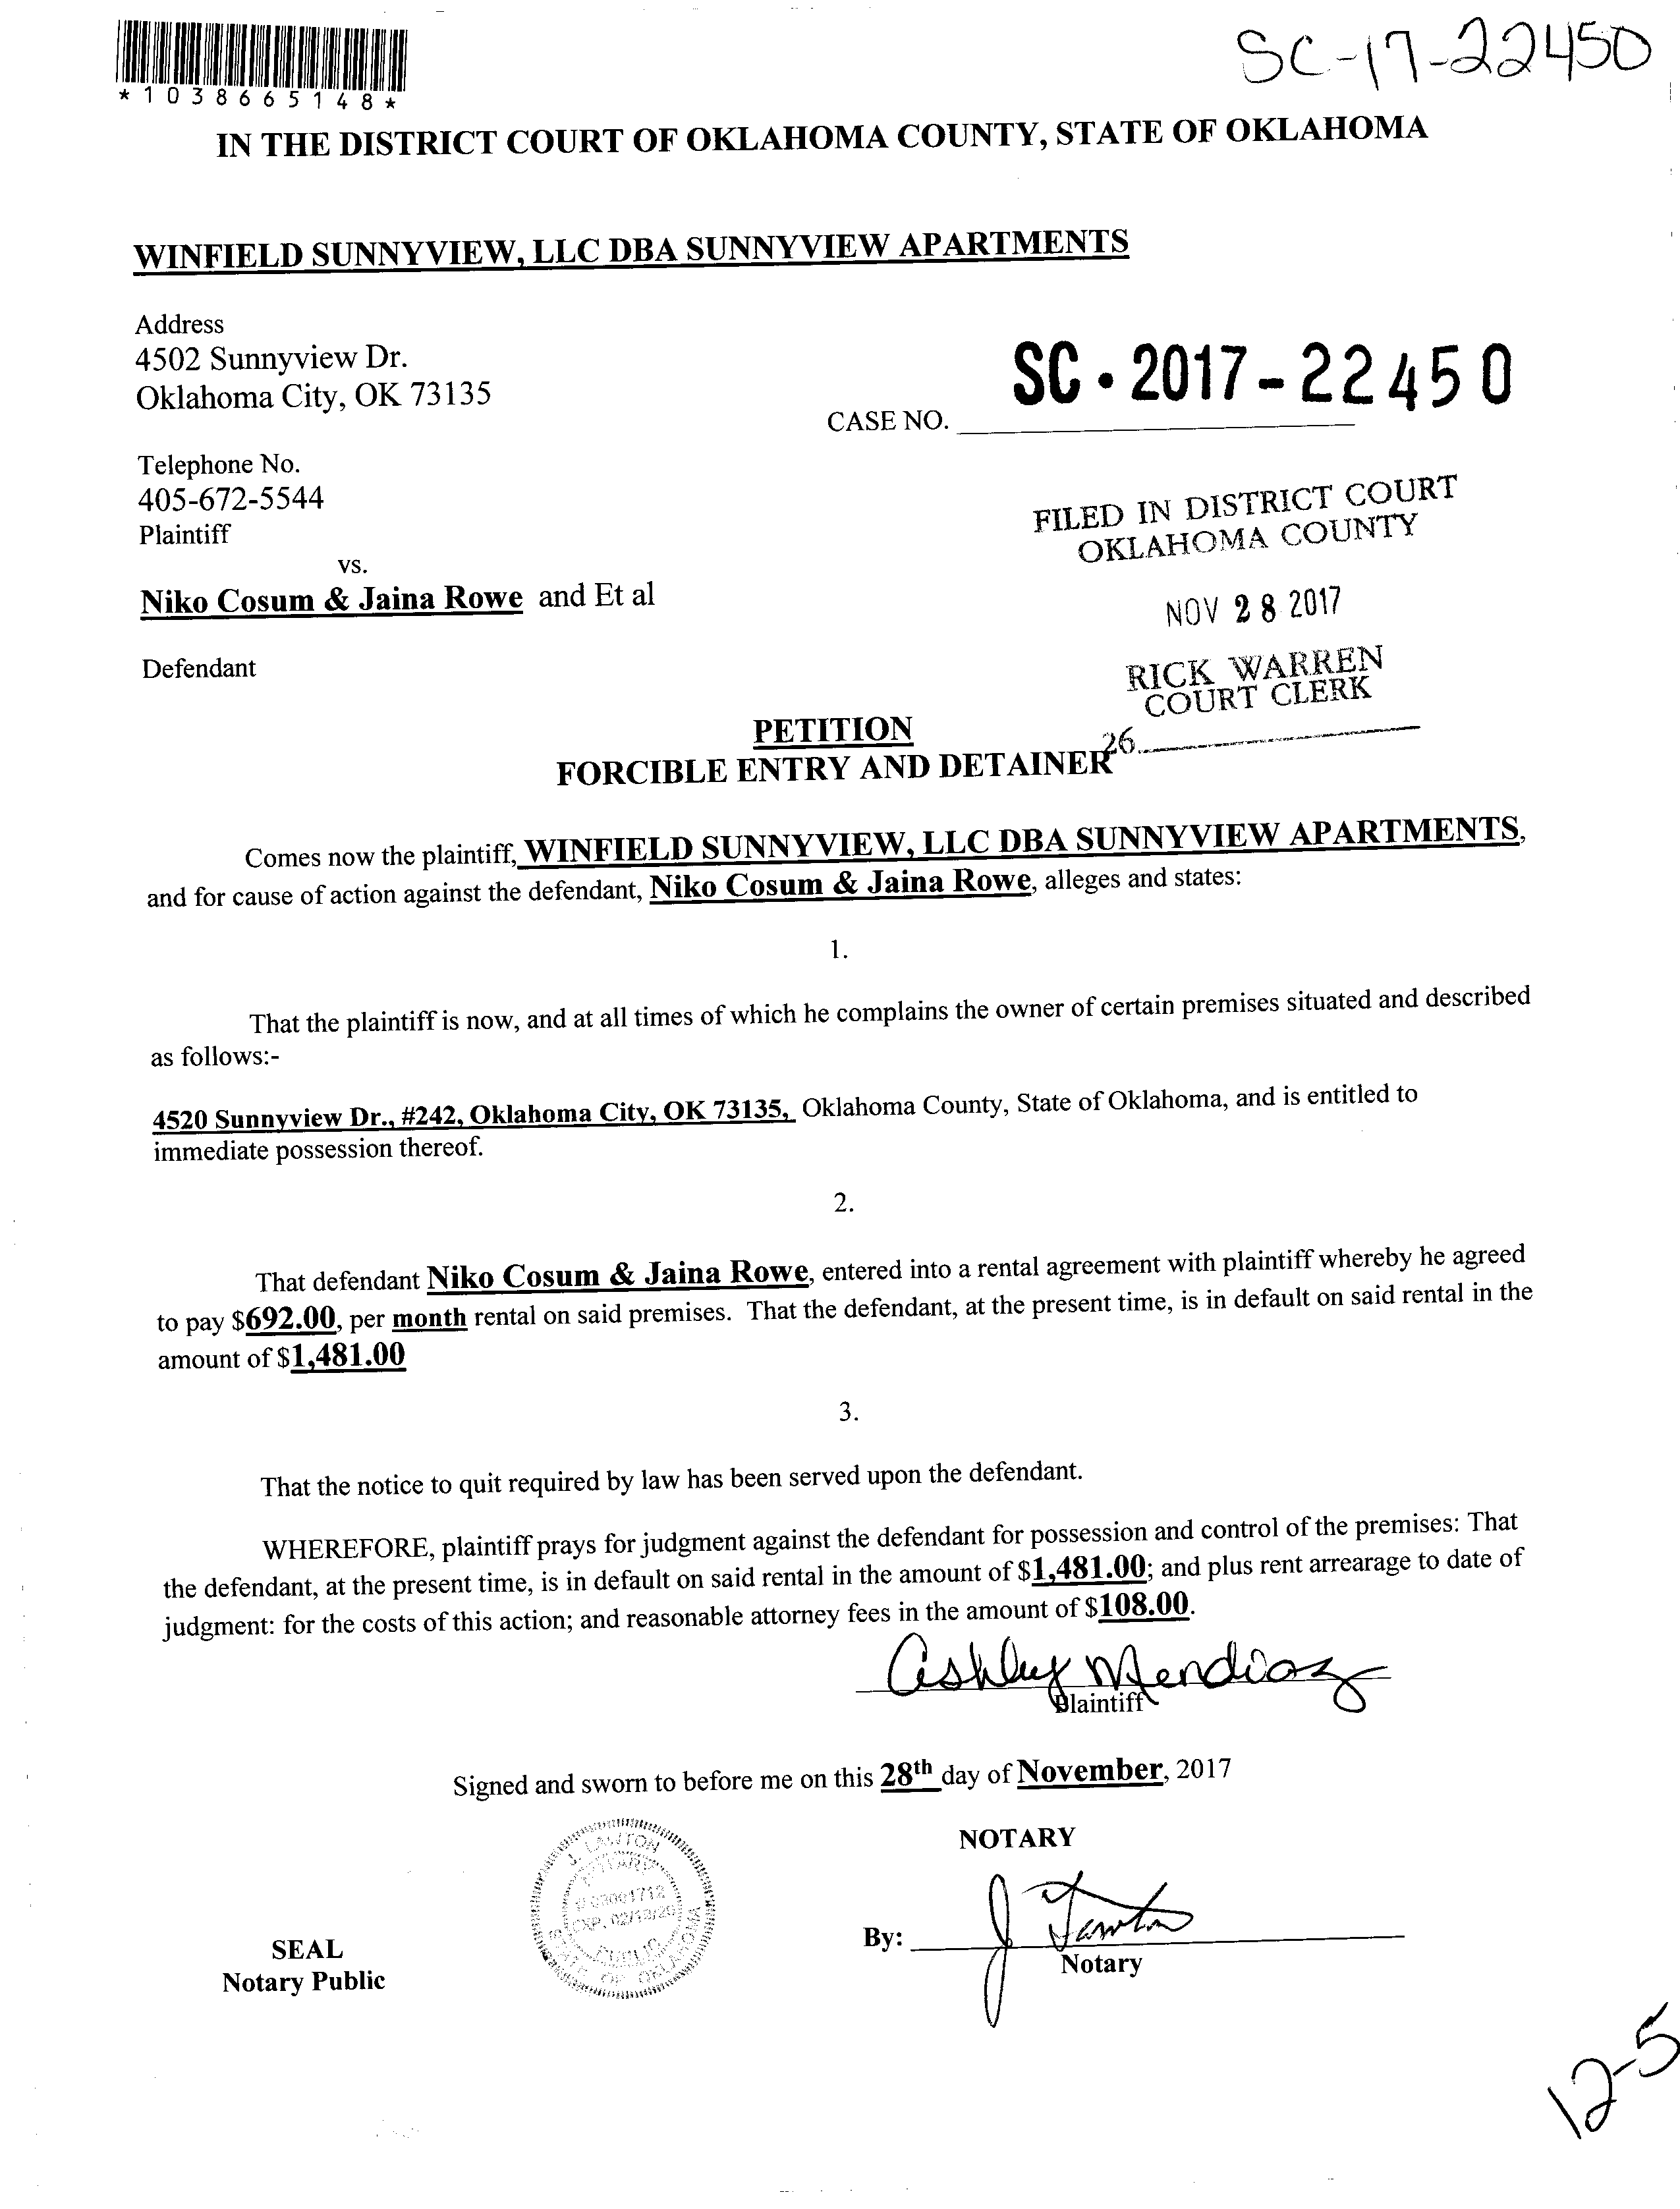 SC-17-22450
*1038665148*
IN THE DISTRICT COURT OF OKLAHOMA COUNTY, STATE OF OKLAHOMA
WINFIELD SUNNYVIEW, LLC DBA SUNNYVIEW APARTMENTS
Address
4502 Sunnyview Dr.
Oklahoma City, OK 73135
SC-2017-22450
CASE NO.
Telephone No.
405-672-5544
Plaintiff
FILED IN DISTRICT COURT
OKLAHOMA COUNTY
vs.
Niko Cosum & Jaina Rowe and Et al
NOV 28 2017
Defendant
RICK WARREN
COURT CLERK
26
PETITION
FORCIBLE ENTRY AND DETAINER
Comes now the plaintiff, WINFIELD SUNNYVIEW, LLC DBA SUNNYVIEW APARTMENTS,
and for cause of action against the defendant, Niko Cosum & Jaina Rowe, alleges and states:
1.
That the plaintiff is now, and at all times of which he complains the owner of certain premises situated and described
as follows:-
4520 Sunnyview Dr., #242, Oklahoma City, OK 73135, Oklahoma County, State of Oklahoma, and is entitled to
immediate possession thereof.
2.
That defendant Niko Cosum & Jaina Rowe, entered into a rental agreement with plaintiff whereby he agreed
to pay $692.00, per month rental on said premises. That the defendant, at the present time, is in default on said rental in the
amount of $1,481.00
3.
That the notice to quit required by law has been served upon the defendant.
WHEREFORE, plaintiff prays for judgment against the defendant for possession and control of the premises: That
the defendant, at the present time, is in default on said rental in the amount of $1,481.00; and plus rent arrearage to date of
judgment: for the costs of this action; and reasonable attorney fees in the amount of $108.00.
Ashley Mendiaz
Plaintiff
Signed and sworn to before me on this 28th day of November, 2017
NOTARY
J. LAWTON
NOTARY
# 03001712
EXP. 02/13/20
PUBLIC
STATE OF OKLAHOMA
By: J Lawton
Notary
SEAL
Notary Public
12-5